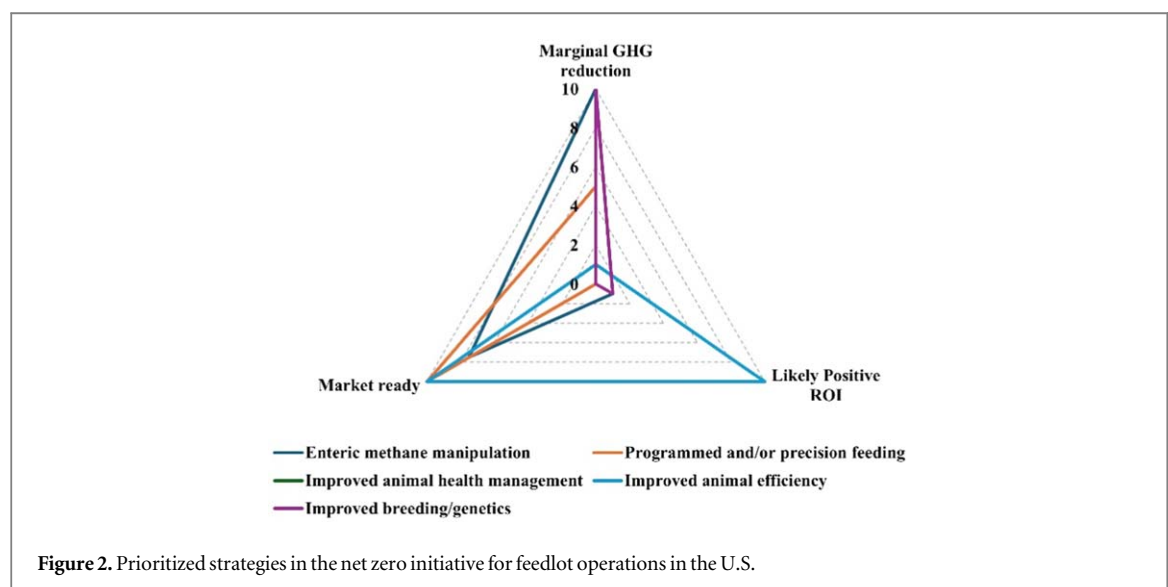 Marginal GHG
reduction
10
8
6
4
2
0
Market ready
Likely Positive
ROI
Enteric methane manipulation
Programmed and/or precision feeding
Improved animal health management
Improved animal efficiency
Improved breeding/genetics
Figure 2. Prioritized strategies in the net zero initiative for feedlot operations in the U.S.